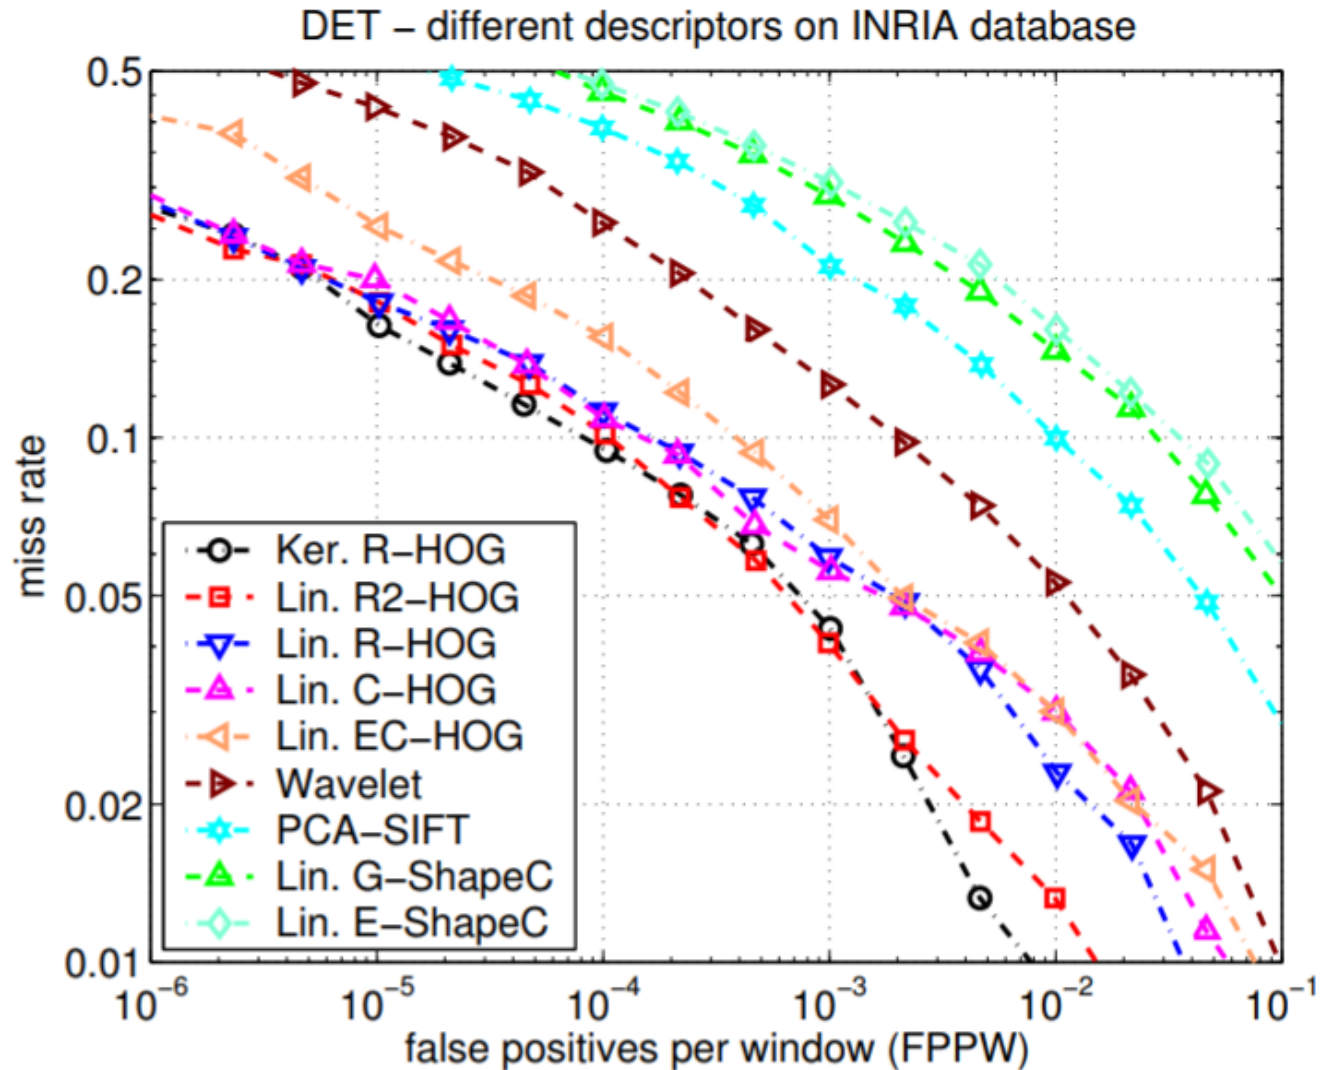 DET – different descriptors on INRIA database
0.5
0.2
0.1
0.05
0.02
0.01
miss rate
Ker. R–HOG
Lin. R2–HOG
Lin. R–HOG
Lin. C–HOG
Lin. EC–HOG
Wavelet
PCA–SIFT
Lin. G–ShapeC
Lin. E–ShapeC
10⁻⁶ 10⁻⁵ 10⁻⁴ 10⁻³ 10⁻² 10⁻¹
false positives per window (FPPW)